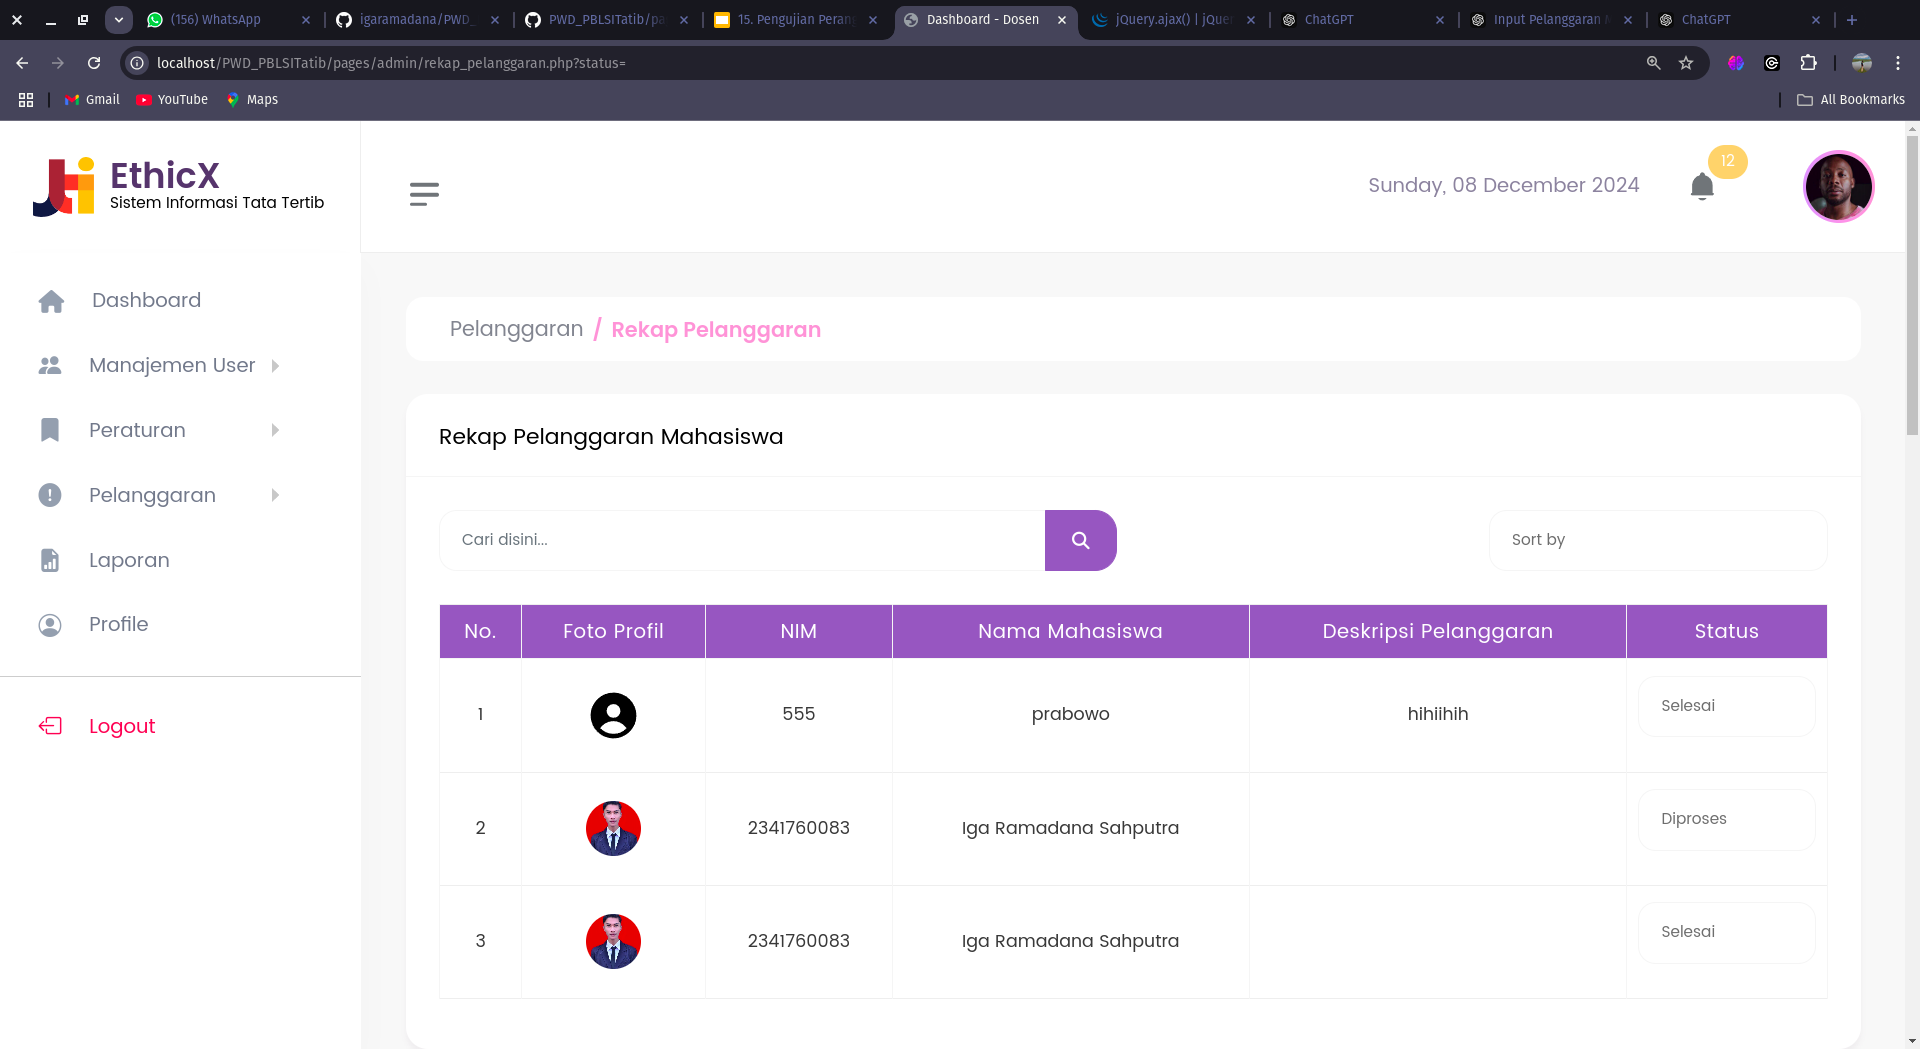 (156) WhatsApp
igaramadana/PWD_
PWD_PBLSITatib/pa
15. Pengujian Perang
Dashboard - Dosen
jQuery.ajax() | jQuer
ChatGPT
Input Pelanggaran M
ChatGPT
localhost/PWD_PBLSITatib/pages/admin/rekap_pelanggaran.php?status=
Gmail
YouTube
Maps
All Bookmarks
EthicX
Sistem Informasi Tata Tertib
Sunday, 08 December 2024
12
Dashboard
Manajemen User
Peraturan
Pelanggaran
Laporan
Profile
Logout
Pelanggaran / Rekap Pelanggaran
Rekap Pelanggaran Mahasiswa
Cari disini...
Sort by
No. Foto Profil NIM Nama Mahasiswa Deskripsi Pelanggaran Status
1 555 prabowo hihiihih Selesai
2 2341760083 Iga Ramadana Sahputra Diproses
3 2341760083 Iga Ramadana Sahputra Selesai